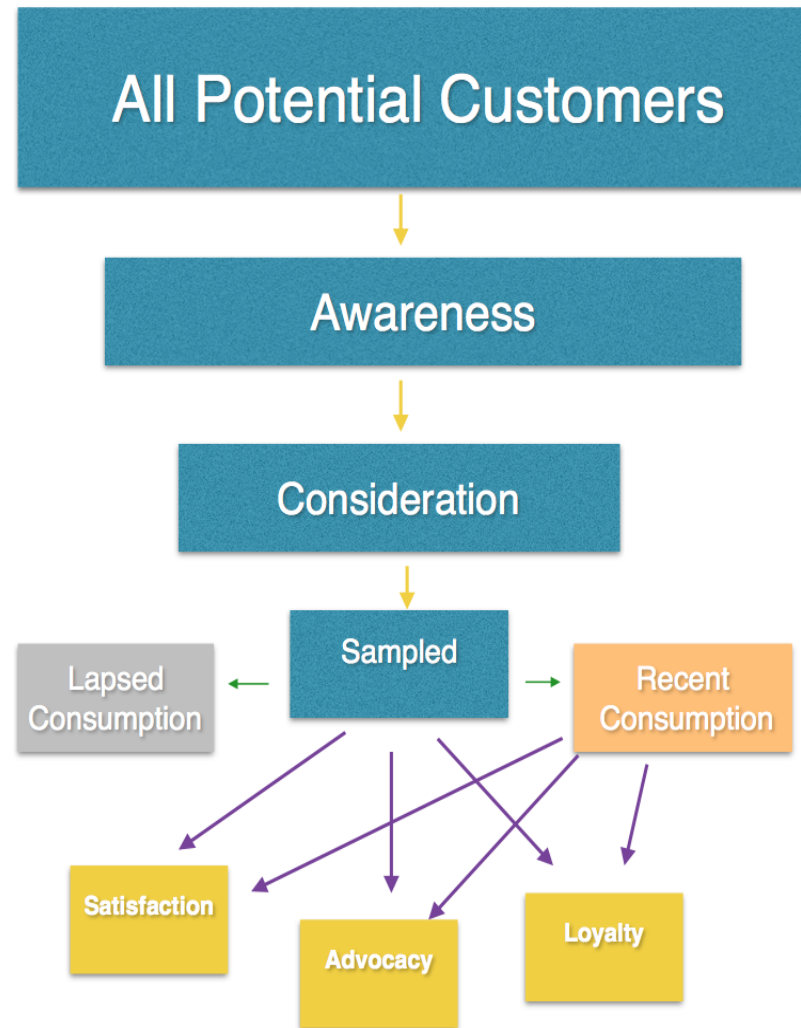 All Potential Customers
Awareness
Consideration
Sampled
Lapsed
Consumption
Recent
Consumption
Satisfaction
Advocacy
Loyalty